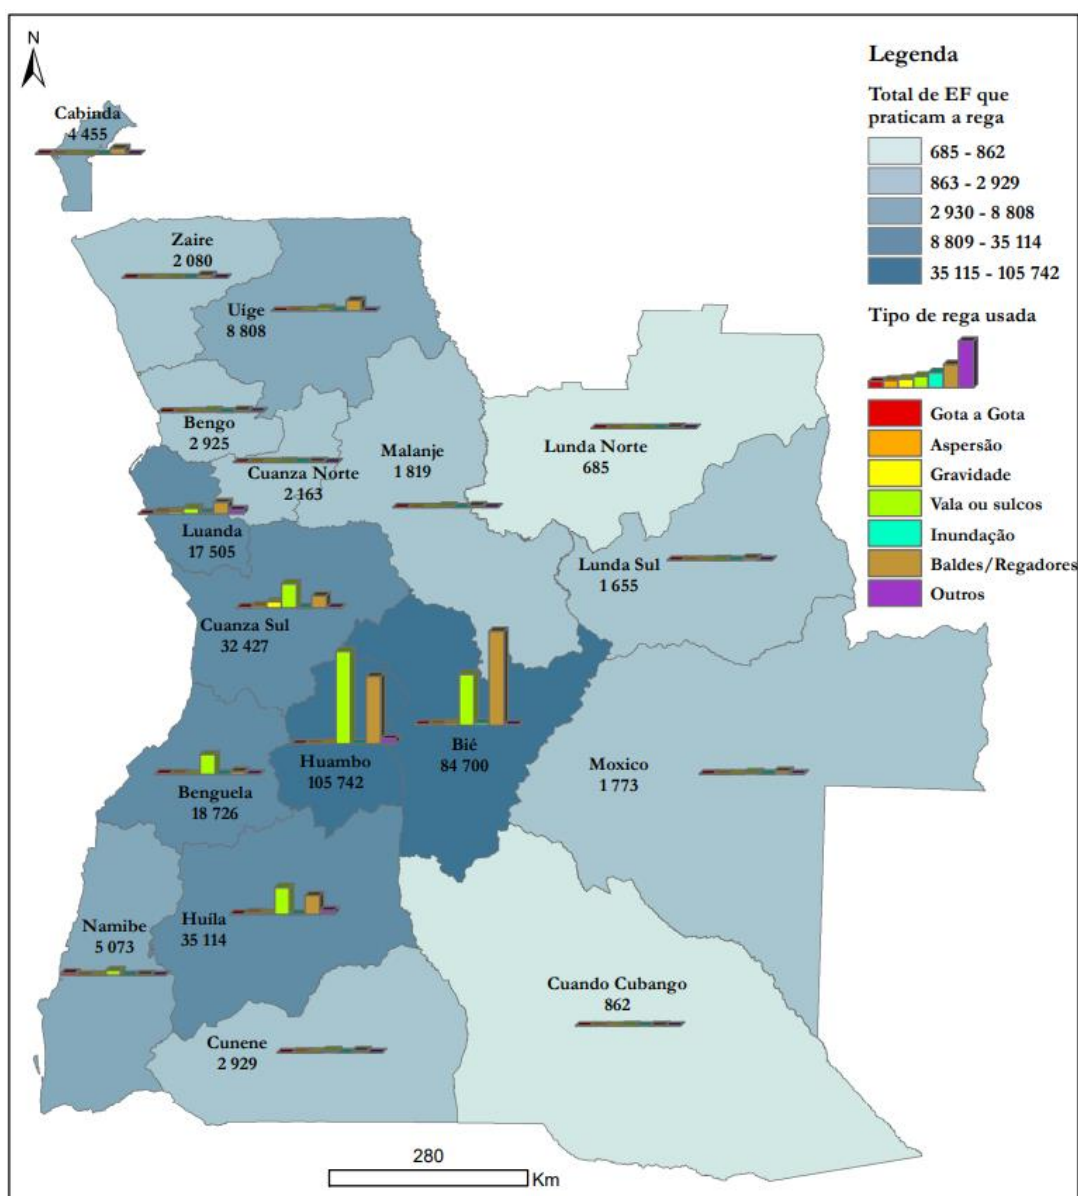 N
Cabinda
4 455
Zaire
2 080
Uíge
8 808
Bengo
2 925
Cuanza Norte
2 163
Malanje
1 819
Lunda Norte
685
Luanda
17 505
Lunda Sul
1 655
Cuanza Sul
32 427
Huambo
105 742
Bié
84 700
Moxico
1 773
Benguela
18 726
Namibe
5 073
Huíla
35 114
Cuando Cubango
862
Cunene
2 929
280
Km
Legenda
Total de EF que
praticam a rega
685 - 862
863 - 2 929
2 930 - 8 808
8 809 - 35 114
35 115 - 105 742
Tipo de rega usada
Gota a Gota
Aspersão
Gravidade
Vala ou sulcos
Inundação
Baldes/Regadores
Outros